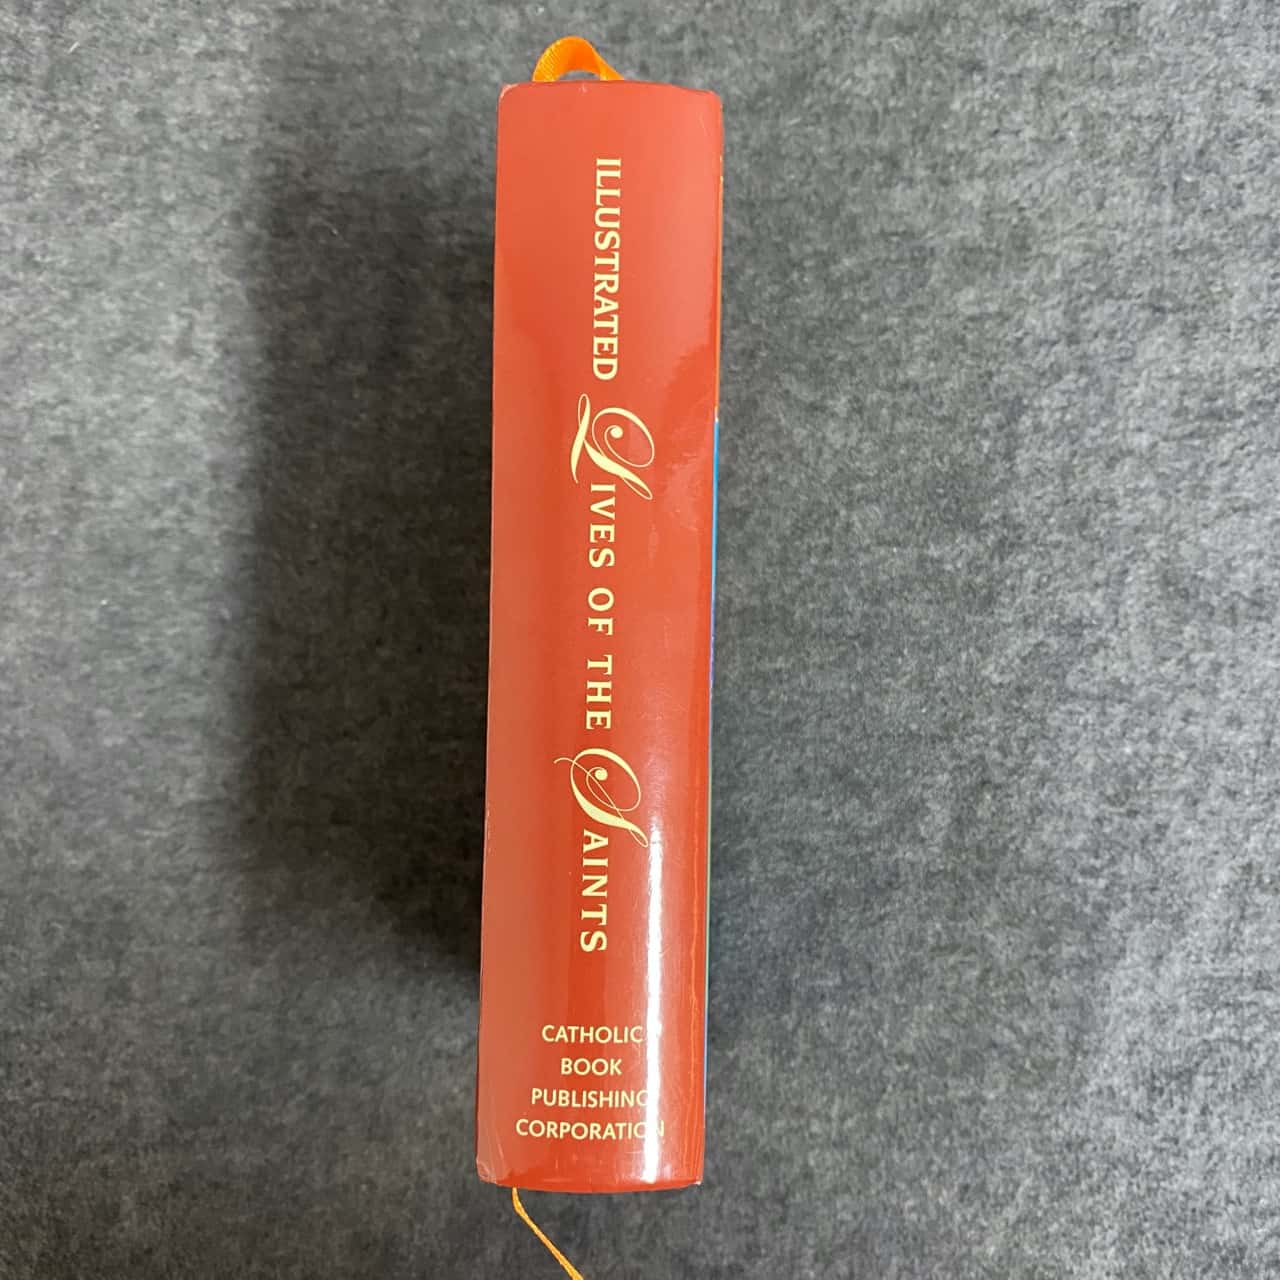 ILLUSTRATED LIVES OF THE SAINTS
CATHOLIC
BOOK
PUBLISHING
CORPORATION